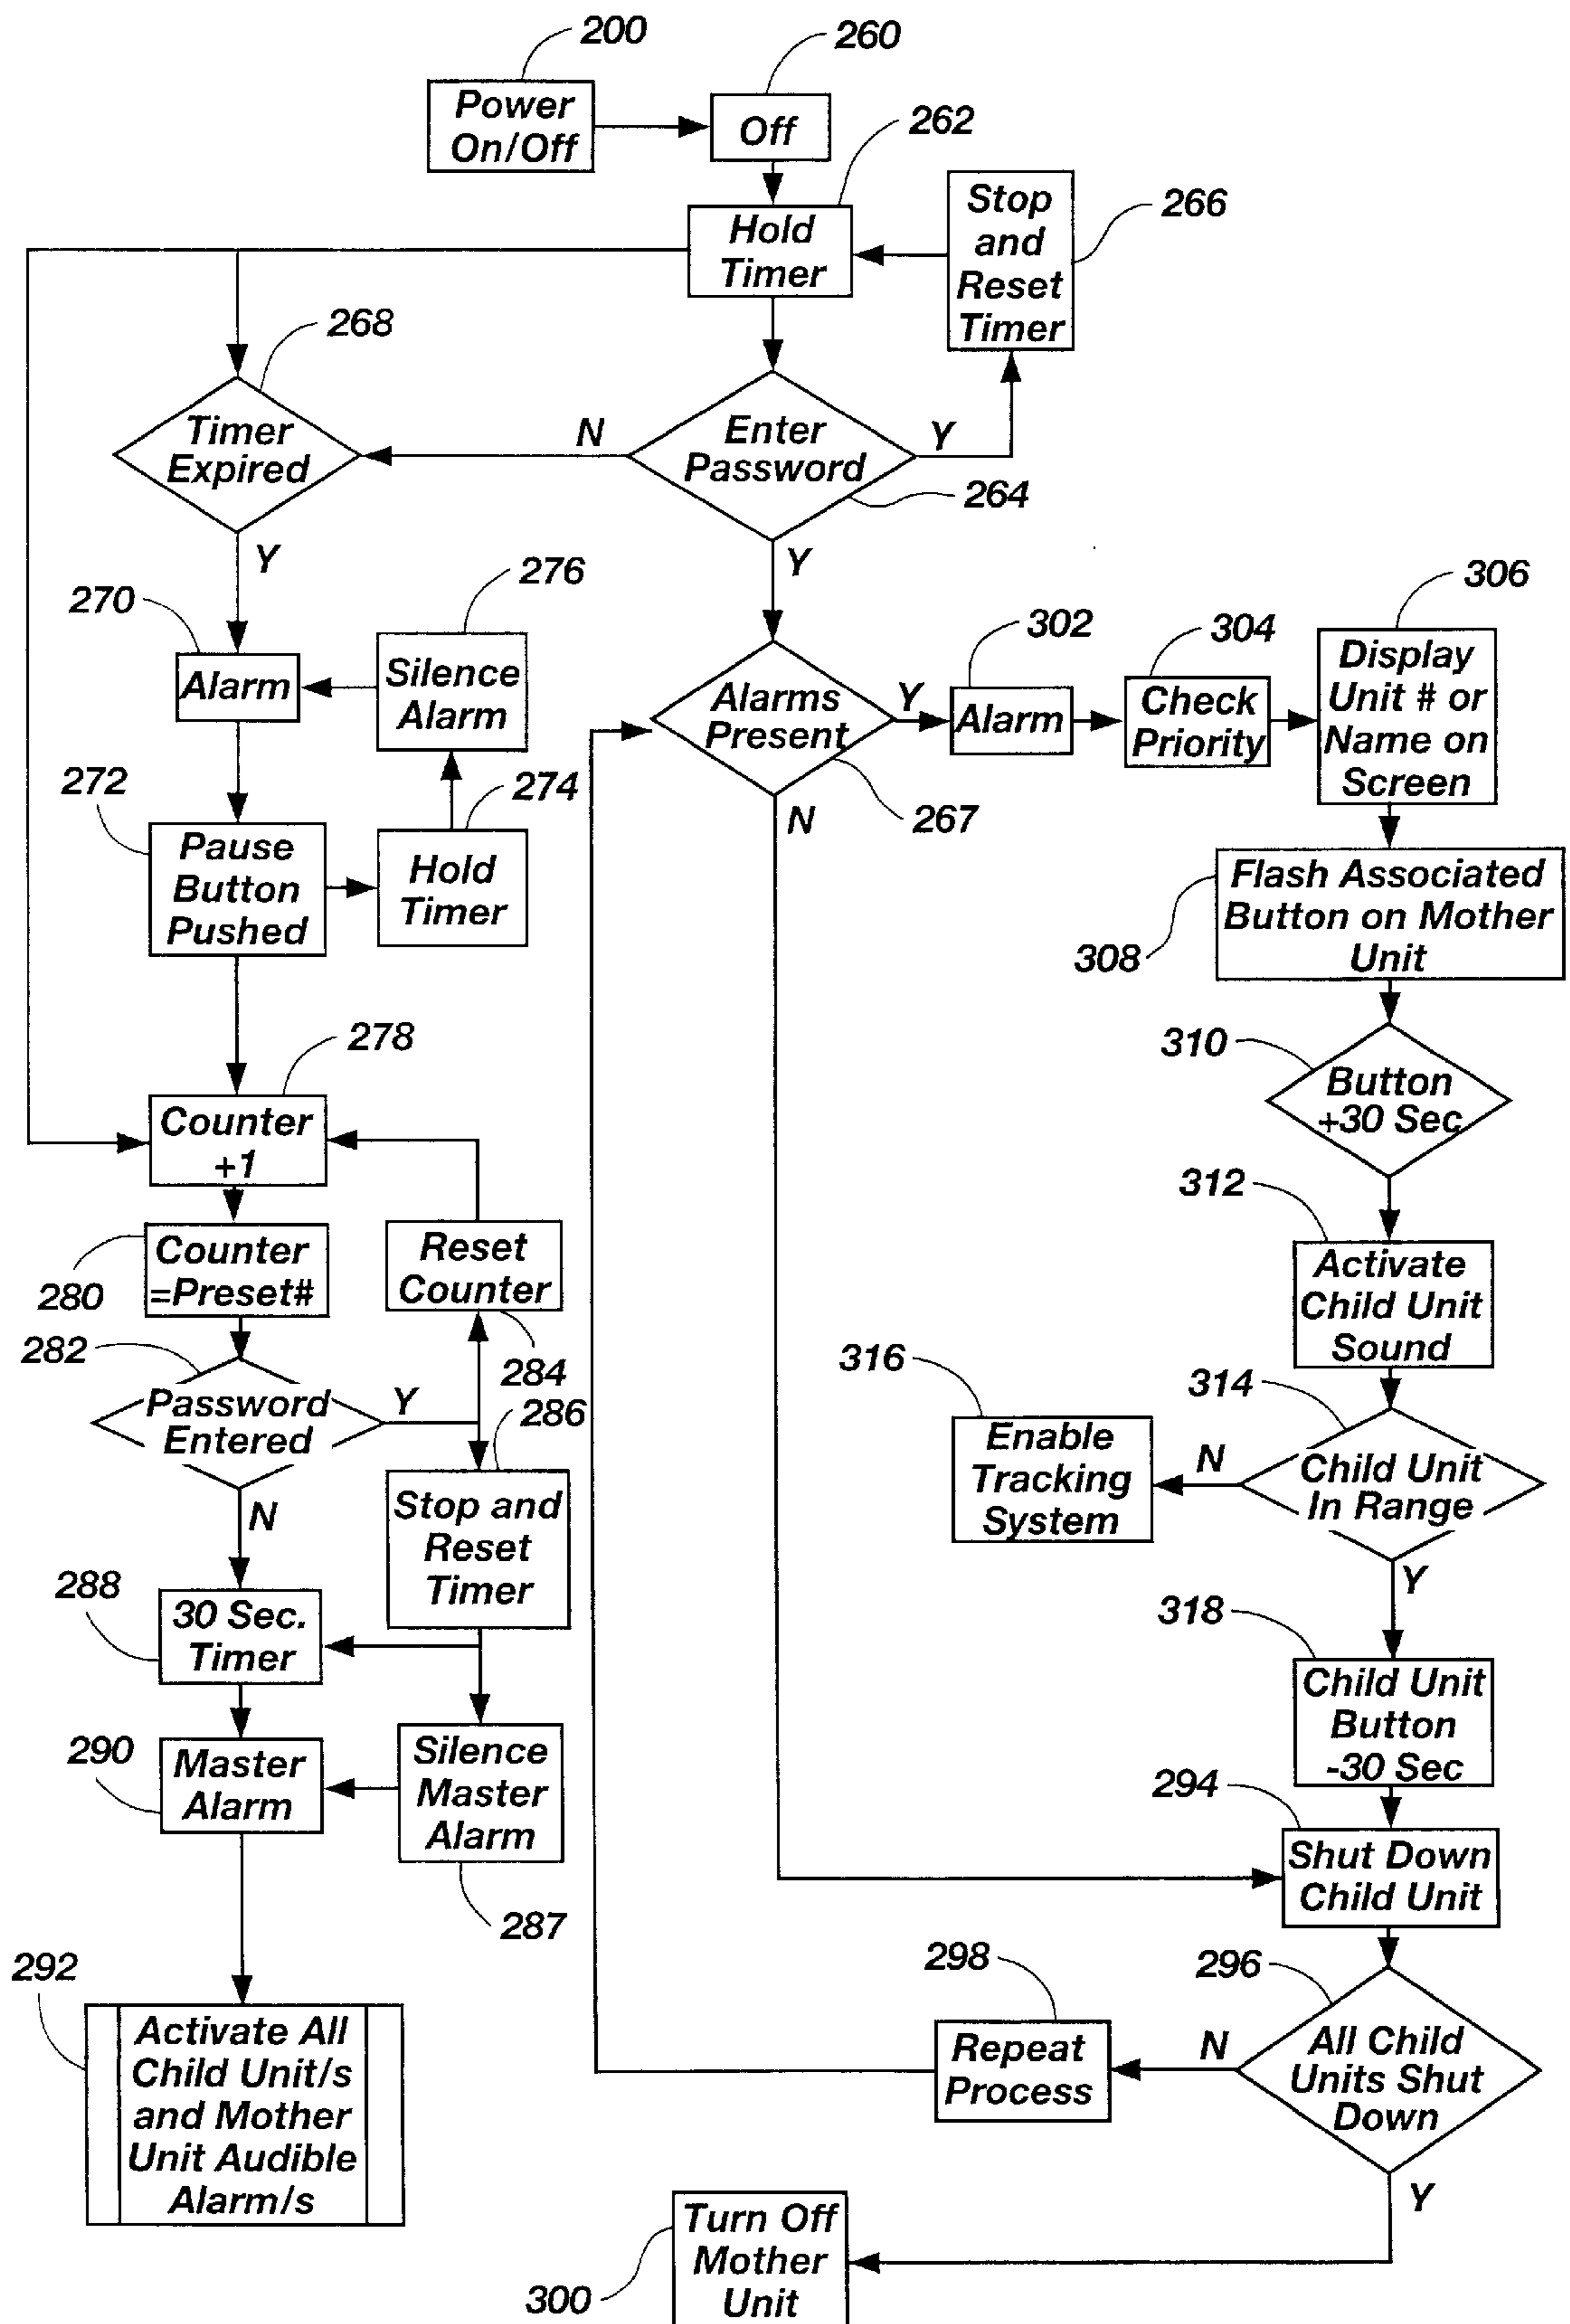 200
260
Power
On/Off
Off
262
Hold
Timer
Stop
and
Reset
Timer
266
268
Timer
Expired
N
Enter
Password
Y
264
Y
Y
270
276
Alarm
Silence
Alarm
302
304
306
Alarms
Present
Y
Alarm
Check
Priority
Display
Unit # or
Name on
Screen
267
N
272
274
Pause
Button
Pushed
Hold
Timer
Flash Associated
Button on Mother
Unit
308
278
310
Counter
+1
Button
+30 Sec
312
Counter
=Preset#
280
Reset
Counter
284
Activate
Child Unit
Sound
282
Password
Entered
Y
286
316
314
Enable
Tracking
System
N
Child Unit
In Range
Y
N
Stop and
Reset
Timer
288
30 Sec.
Timer
318
Child Unit
Button
-30 Sec
290
Master
Alarm
Silence
Master
Alarm
287
294
Shut Down
Child Unit
292
Activate All
Child Unit/s
and Mother
Unit Audible
Alarm/s
298
296
Repeat
Process
N
All Child
Units Shut
Down
Y
Turn Off
Mother
Unit
300